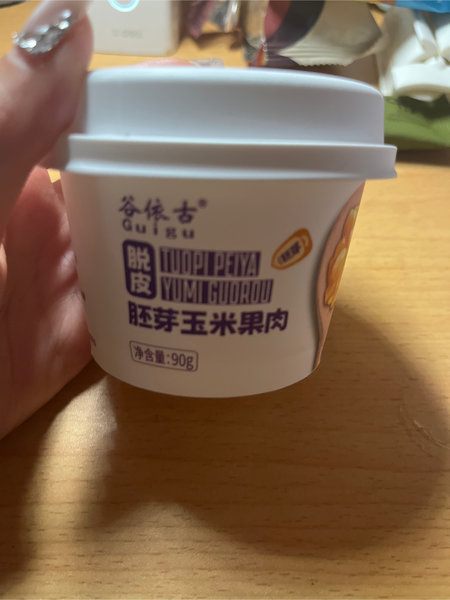 谷依古®
Guigu
脱皮
TUOPI PEIYA
YUMI GUOROU
胚芽玉米果肉
净含量:90g